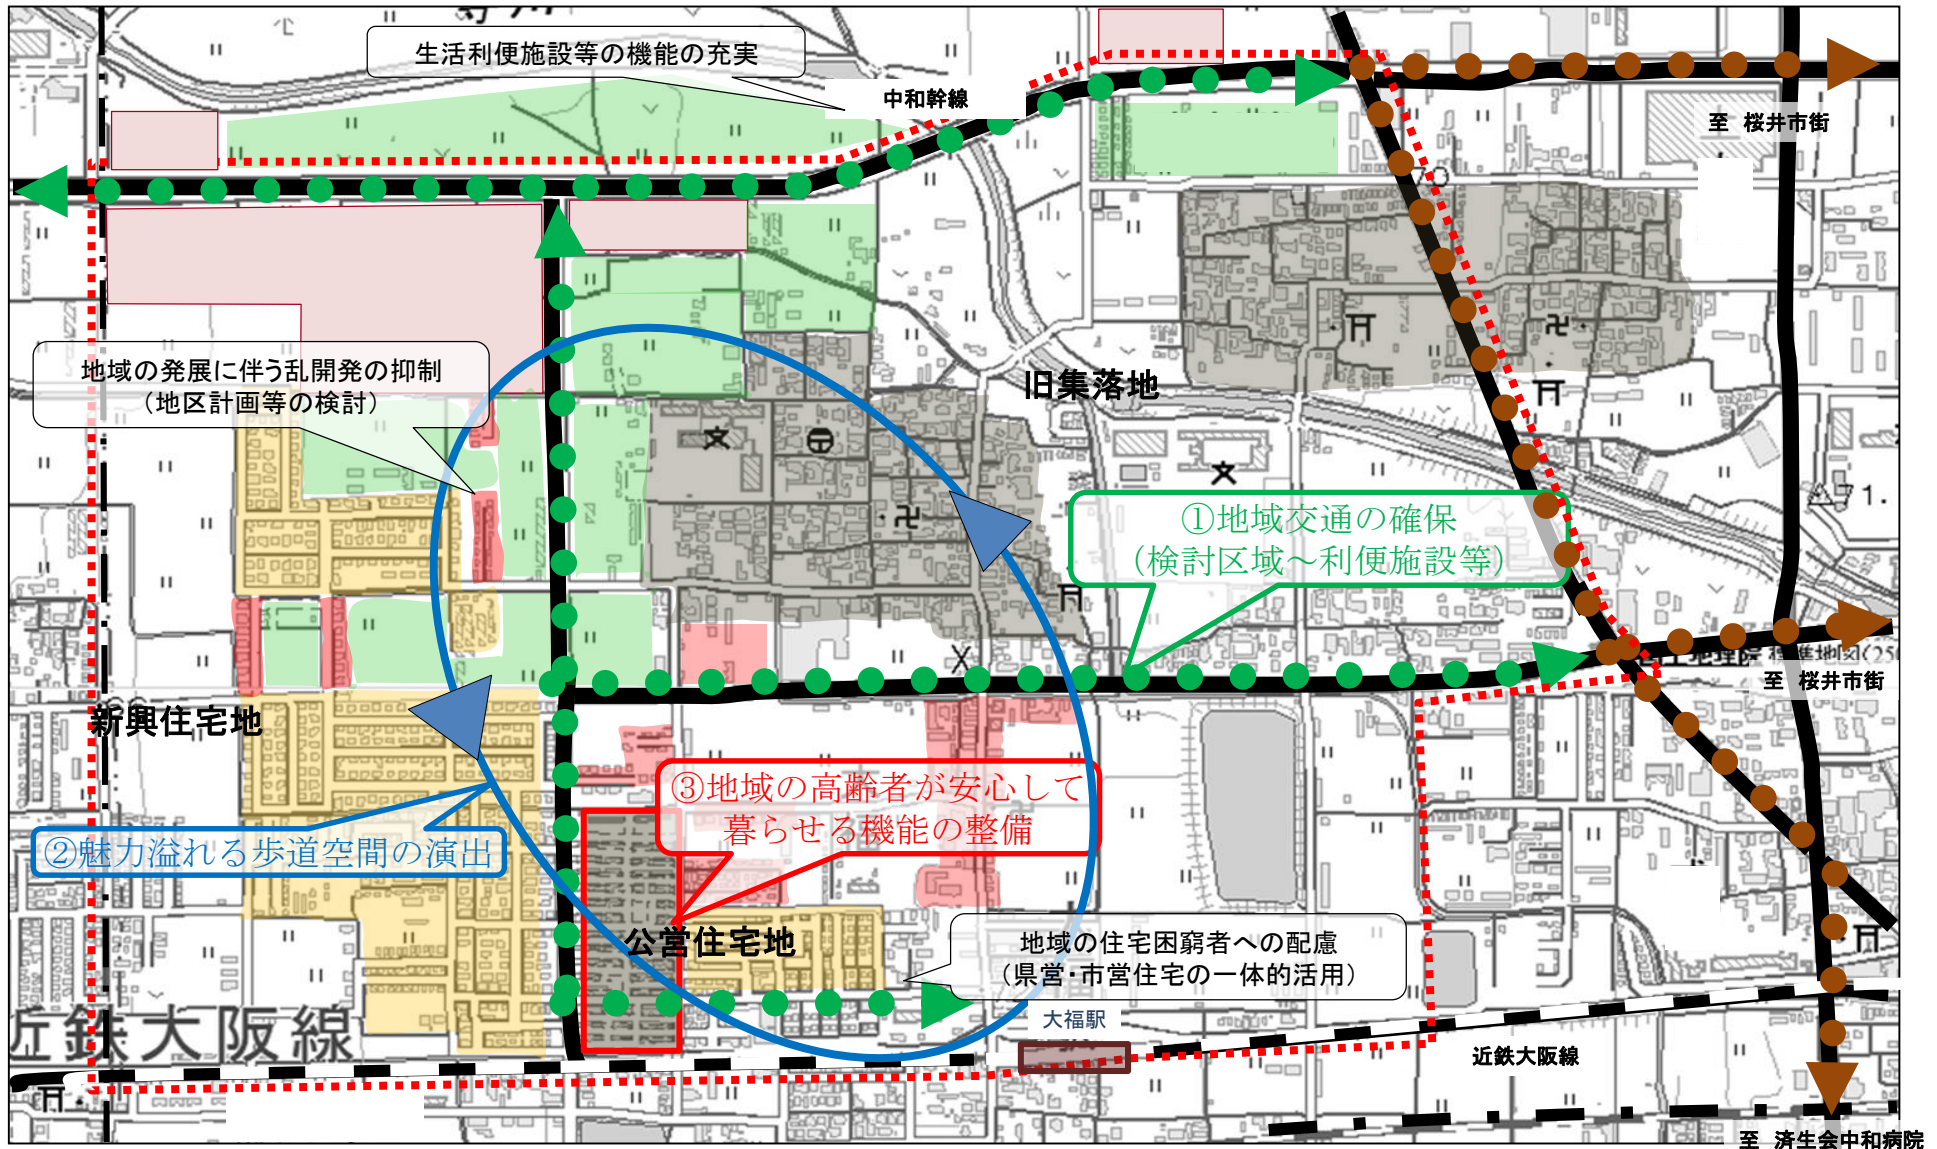 生活利便施設等の機能の充実
中和幹線
至 桜井市街
地域の発展に伴う乱開発の抑制
（地区計画等の検討）
旧集落地
71.
①地域交通の確保
（検討区域～利便施設等）
至 桜井市街
新興住宅地
③地域の高齢者が安心して
暮らせる機能の整備
②魅力溢れる歩道空間の演出
公営住宅地
地域の住宅困窮者への配慮
（県営・市営住宅の一体的活用）
大福駅
近鉄大阪線
近鉄大阪線
至 済生会中和病院